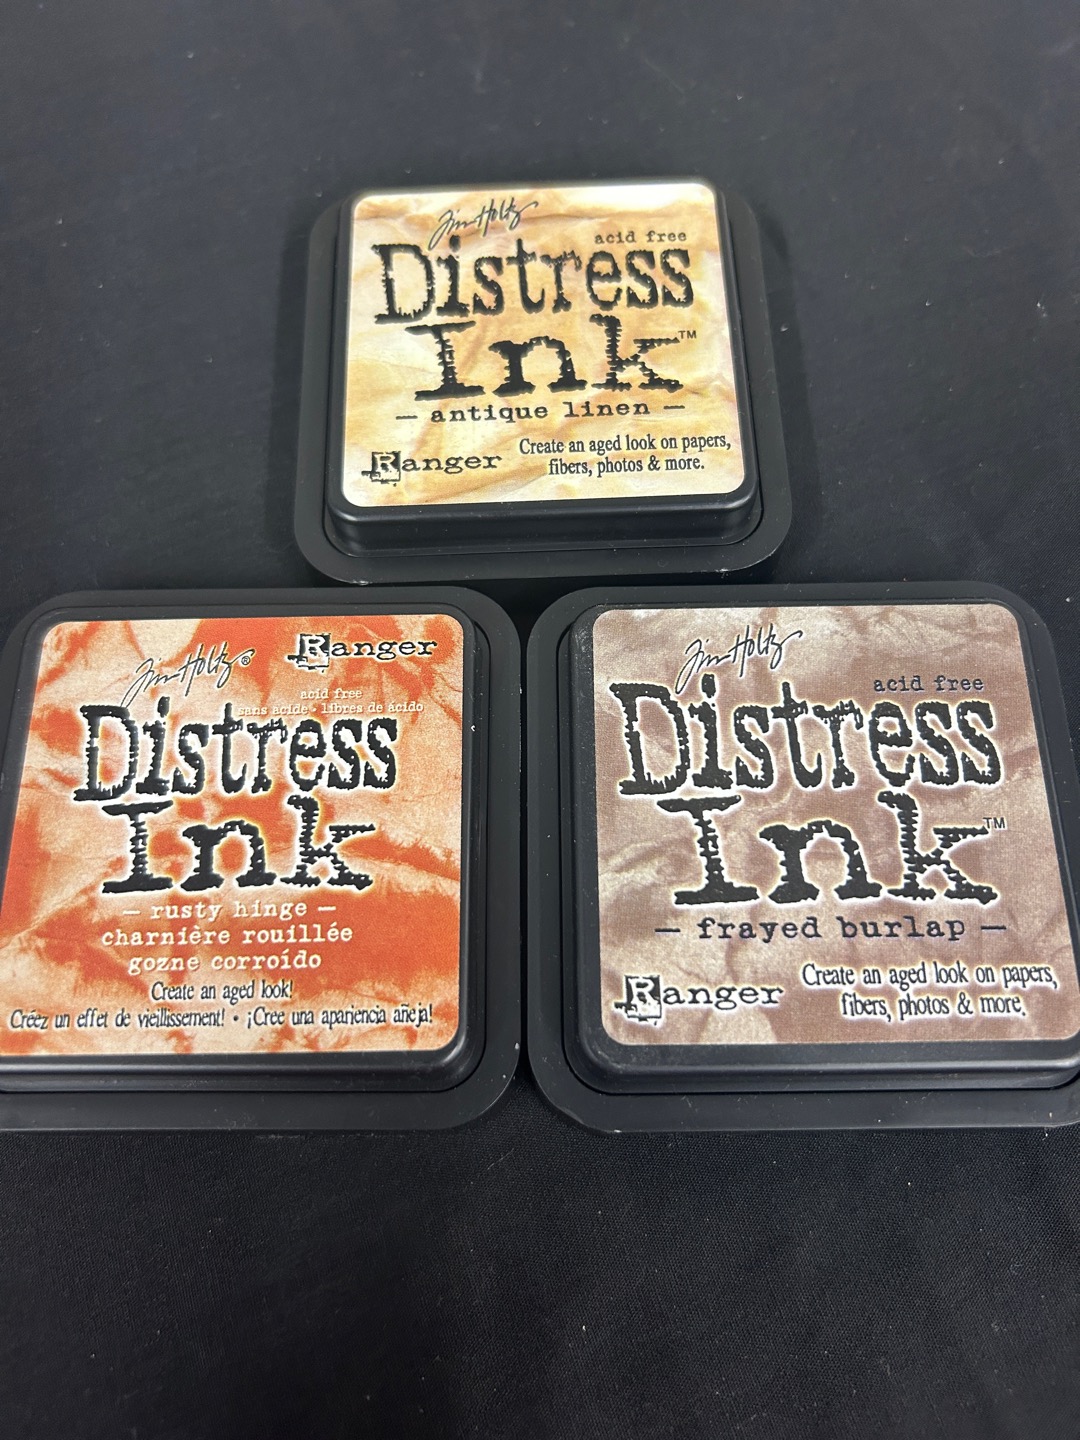 Tim Holtz
acid free
Distress
Ink™
— antique linen —
Ranger
Create an aged look on papers,
fibers, photos & more.
Tim Holtz®
Ranger
acid free
sans acide • libres de ácido
Distress
Ink
— rusty hinge —
charnière rouillée
gozne corroído
Create an aged look!
Créez un effet de vieillissement! • ¡Cree una apariencia añeja!
Tim Holtz
acid free
Distress
Ink™
— frayed burlap —
Ranger
Create an aged look on papers,
fibers, photos & more.